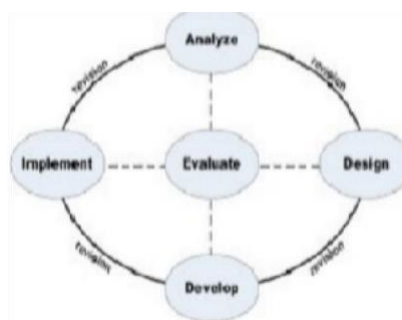 Analyze
revision
revision
Implement
Evaluate
Design
revision
revision
Develop